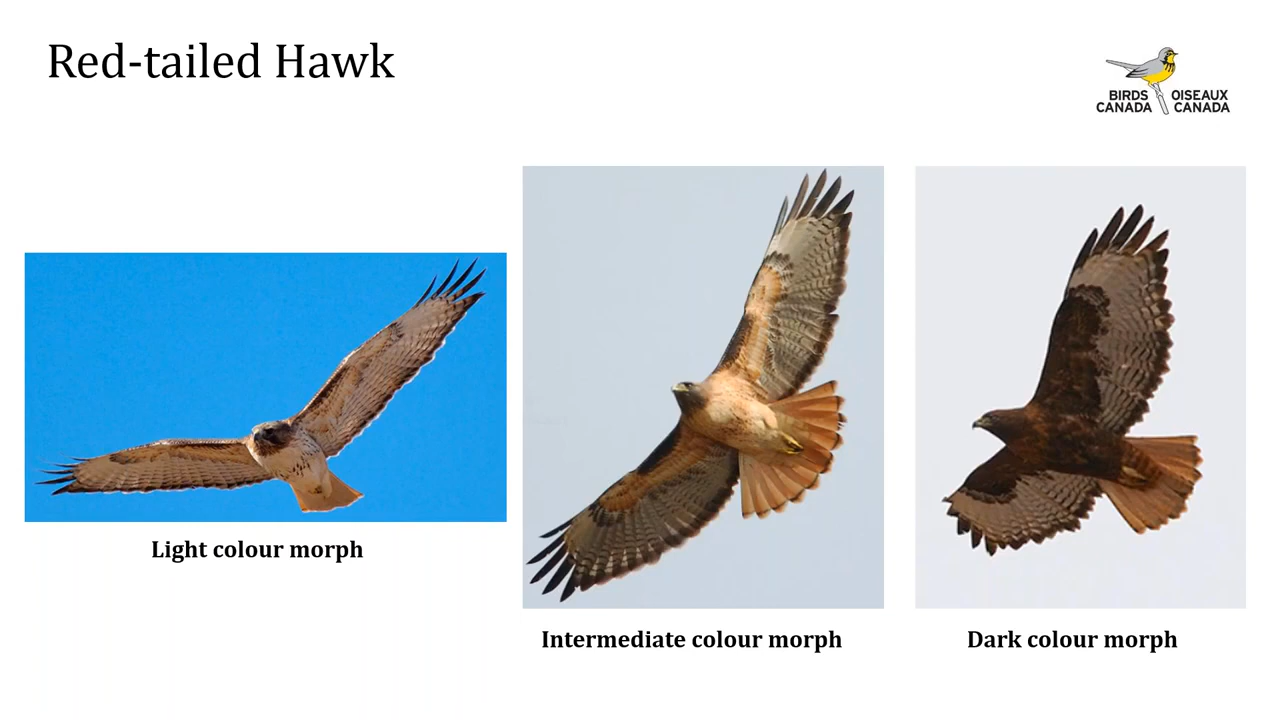 Red-tailed Hawk
BIRDS OISEAUX
CANADA CANADA
Light colour morph
Intermediate colour morph
Dark colour morph